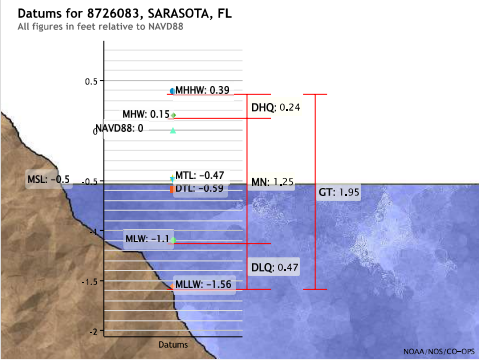 Datums for 8726083, SARASOTA, FL
All figures in feet relative to NAVD88
0.5
MHHW: 0.39
DHQ: 0.24
MHW: 0.15
NAVD88: 0
0
MTL: -0.47
MSL: -0.5
-0.5
DTL: -0.59
MN: 1.25
GT: 1.95
-1
MLW: -1.1
DLQ: 0.47
-1.5
MLLW: -1.56
-2
Datums
NOAA/NOS/CO-OPS